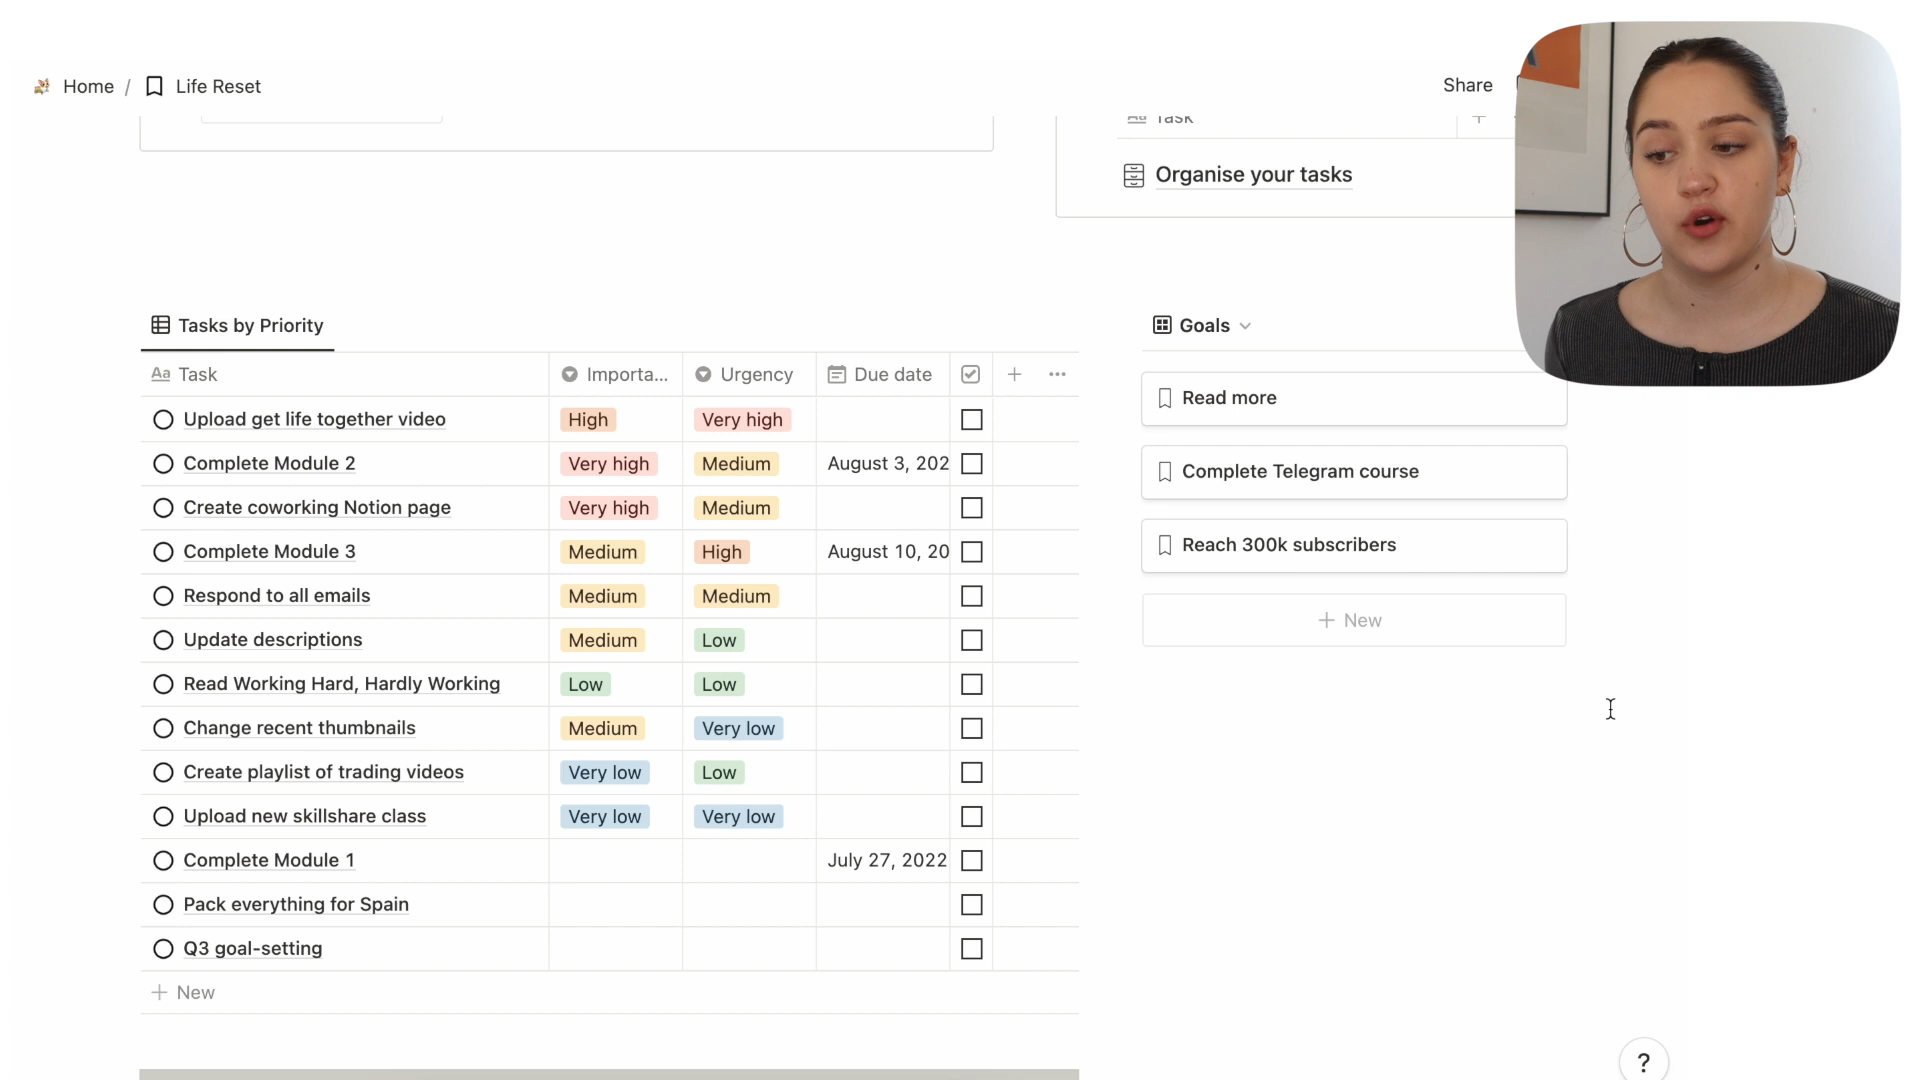 Home / Life Reset
Share
Task
Organise your tasks
Tasks by Priority
Aa Task Importa... Urgency Due date
Upload get life together video High Very high
Complete Module 2 Very high Medium August 3, 202
Create coworking Notion page Very high Medium
Complete Module 3 Medium High August 10, 20
Respond to all emails Medium Medium
Update descriptions Medium Low
Read Working Hard, Hardly Working Low Low
Change recent thumbnails Medium Very low
Create playlist of trading videos Very low Low
Upload new skillshare class Very low Very low
Complete Module 1 July 27, 2022
Pack everything for Spain
Q3 goal-setting
+ New
Goals
Read more
Complete Telegram course
Reach 300k subscribers
+ New
?